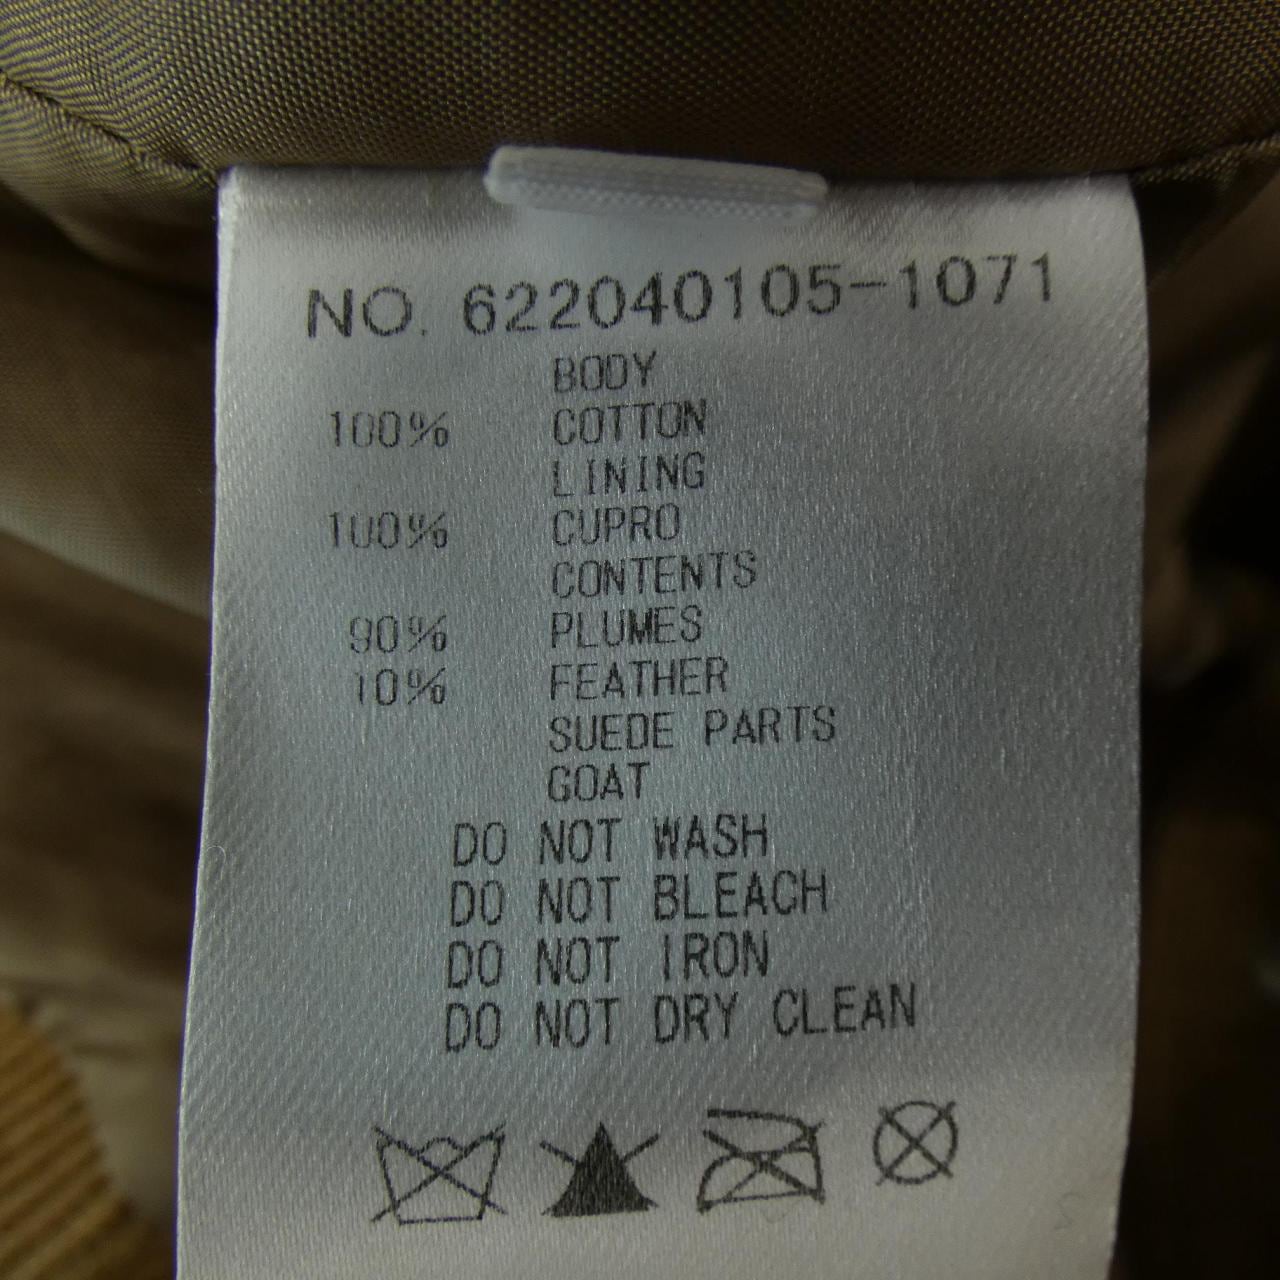 NO. 622040105-1071
BODY
100% COTTON
LINING
100% CUPRO
CONTENTS
90% PLUMES
10% FEATHER
SUEDE PARTS
GOAT
DO NOT WASH
DO NOT BLEACH
DO NOT IRON
DO NOT DRY CLEAN